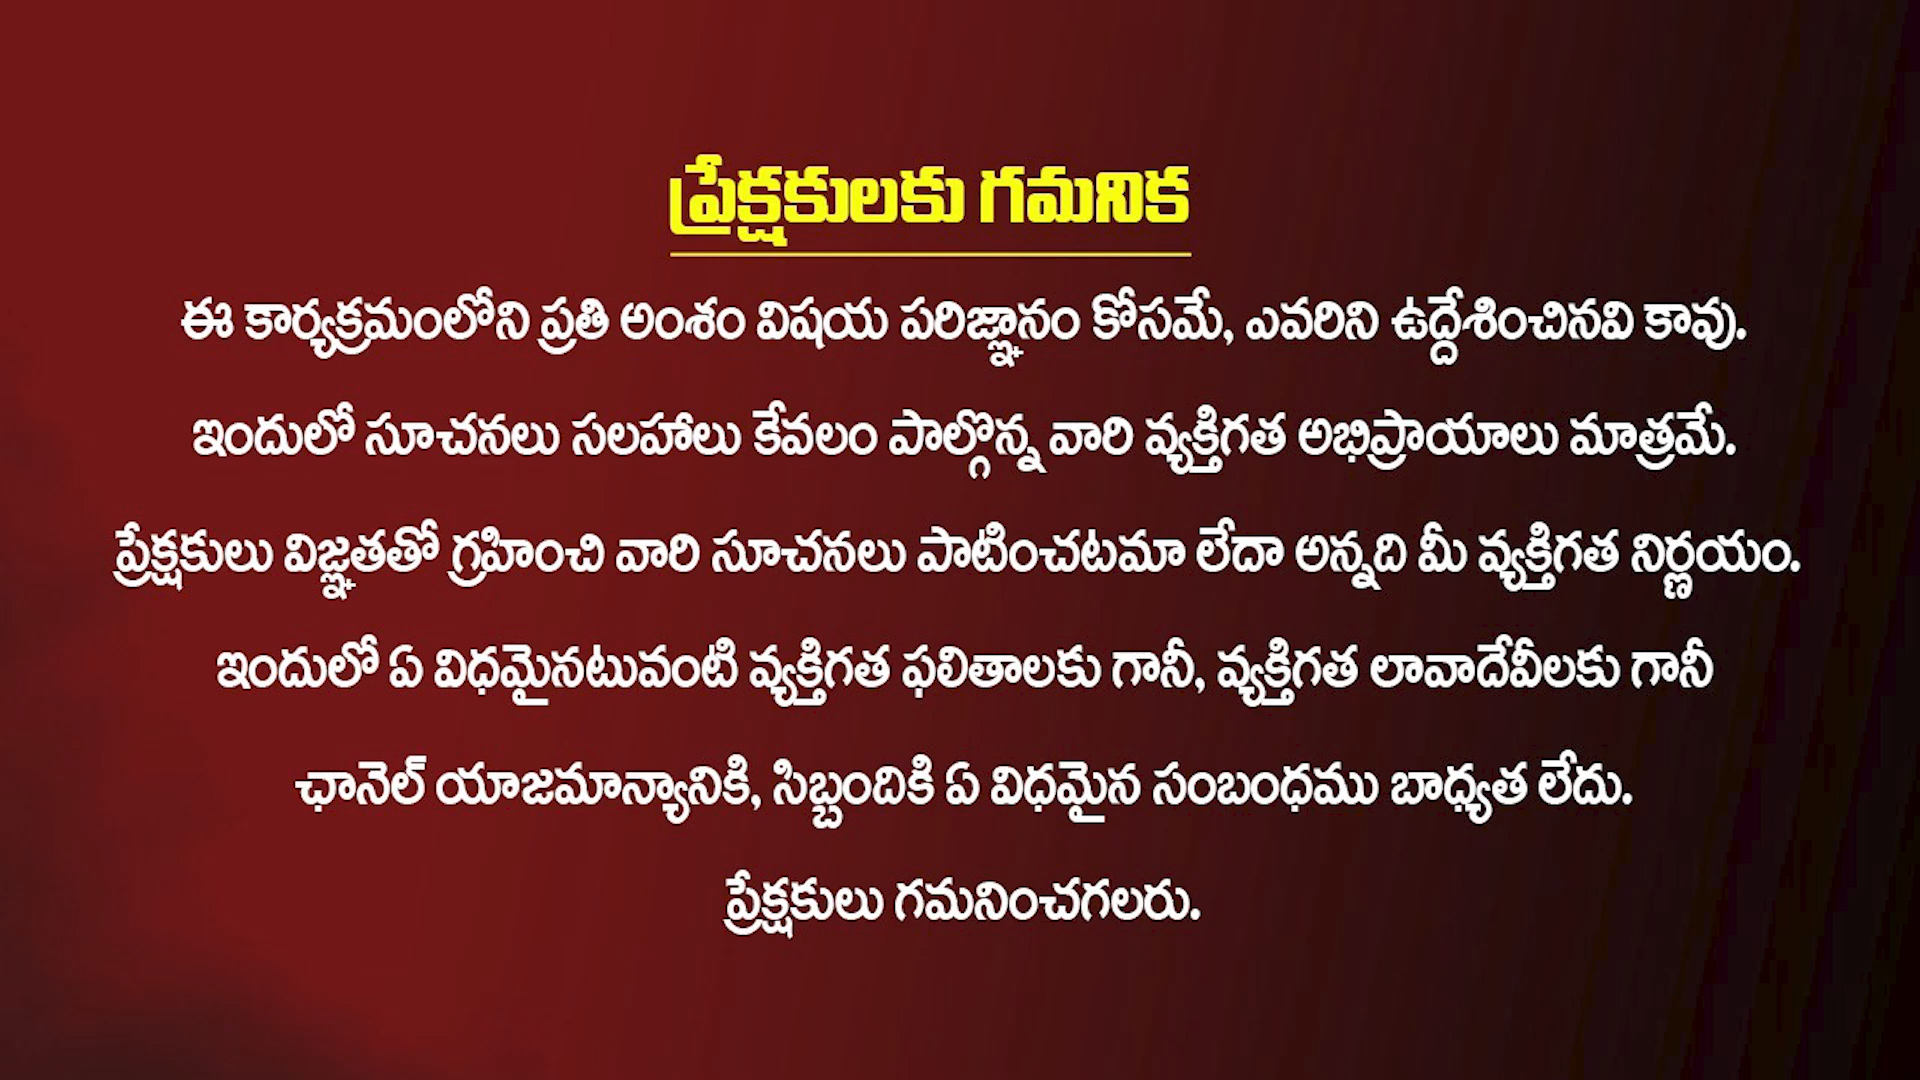 ప్రేక్షకులకు గమనిక
ఈ కార్యక్రమంలోని ప్రతి అంశం విషయ పరిజ్ఞానం కోసమే, ఎవరిని ఉద్దేశించినవి కావు.
ఇందులో సూచనలు సలహాలు కేవలం పాల్గొన్న వారి వ్యక్తిగత అభిప్రాయాలు మాత్రమే.
ప్రేక్షకులు విజ్ఞతతో గ్రహించి వారి సూచనలు పాటించటమా లేదా అన్నది మీ వ్యక్తిగత నిర్ణయం.
ఇందులో ఏ విధమైనటువంటి వ్యక్తిగత ఫలితాలకు గానీ, వ్యక్తిగత లావాదేవీలకు గానీ
ఛానెల్ యాజమాన్యానికి, సిబ్బందికి ఏ విధమైన సంబంధము బాధ్యత లేదు.
ప్రేక్షకులు గమనించగలరు.